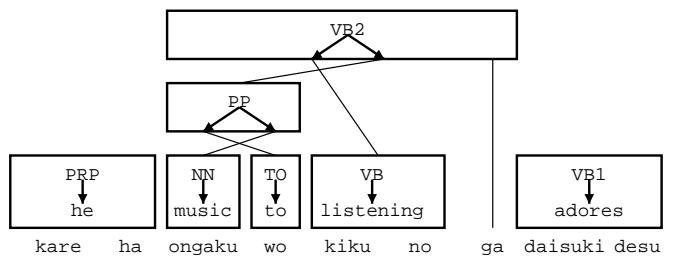 VB2
PP
PRP NN TO VB VB1
he music to listening adores
kare ha ongaku wo kiku no ga daisuki desu